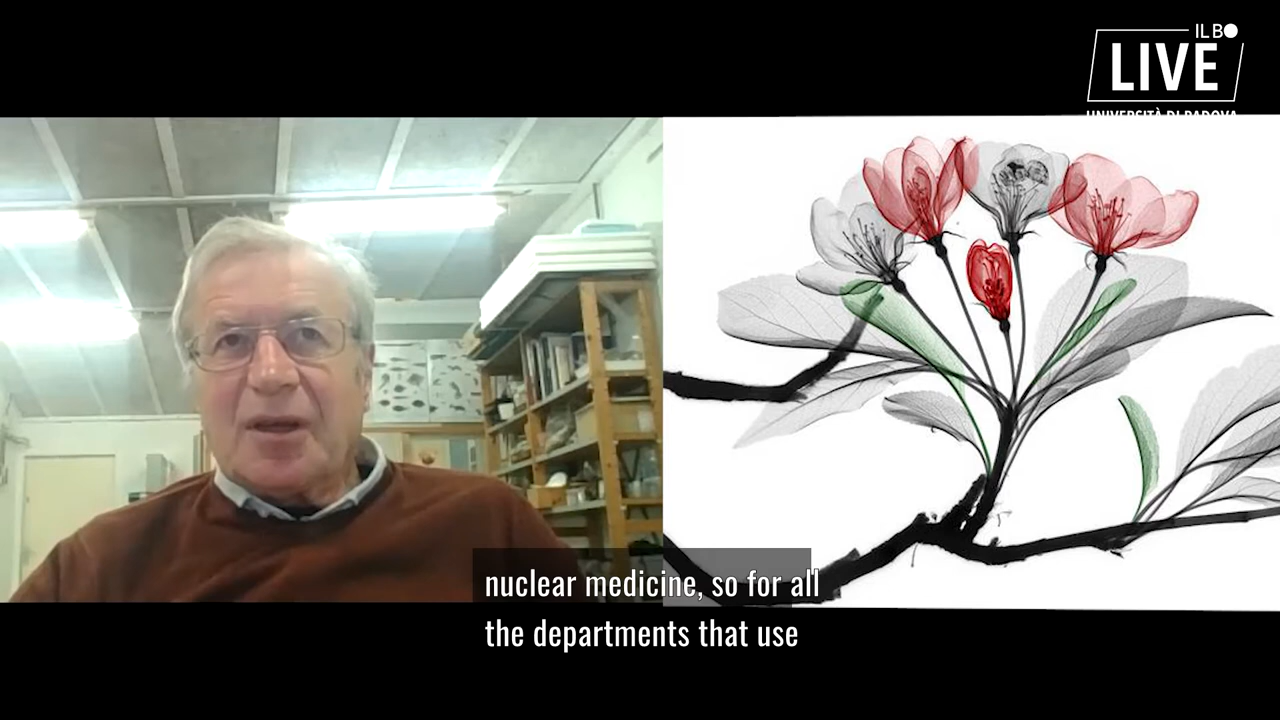 IL BO
LIVE
UNIVERSITÀ DI PADOVA
nuclear medicine, so for all
the departments that use